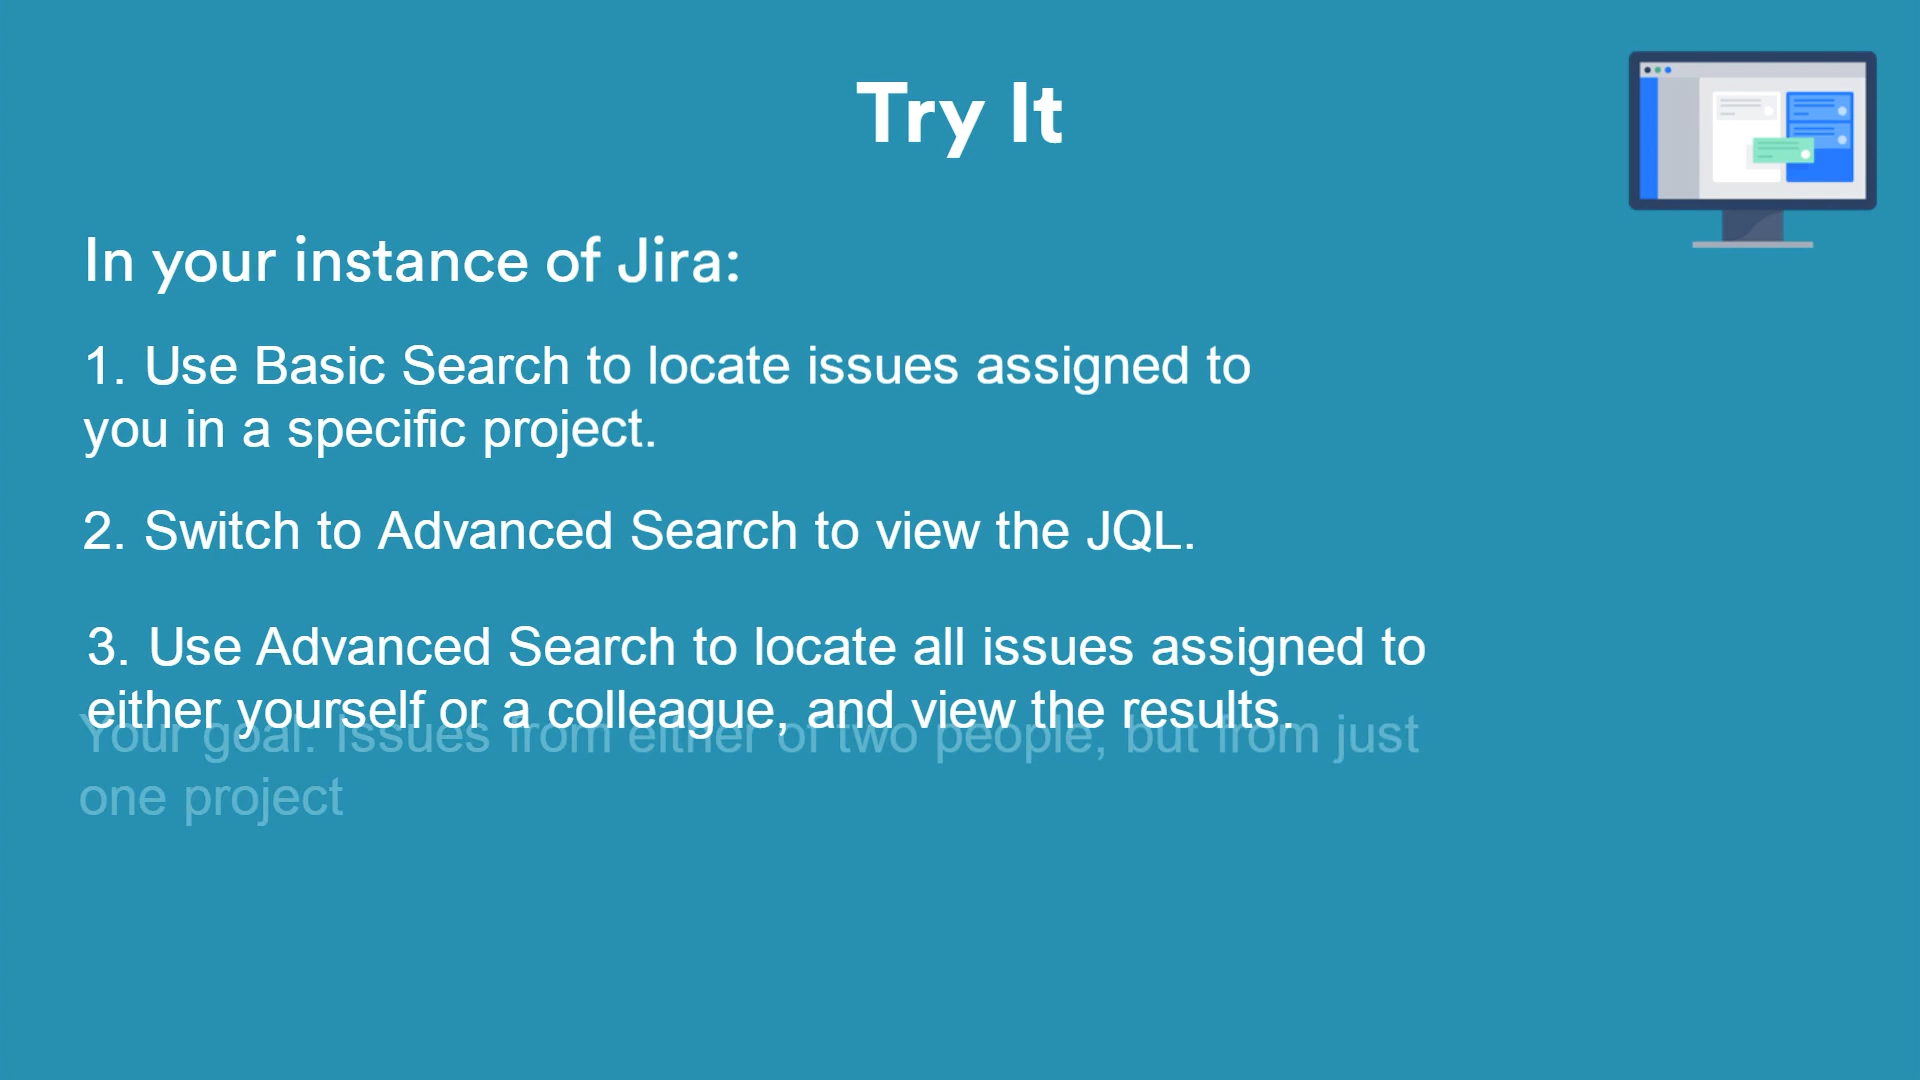 Try It
In your instance of Jira:
1. Use Basic Search to locate issues assigned to
you in a specific project.
2. Switch to Advanced Search to view the JQL.
3. Use Advanced Search to locate all issues assigned to
either yourself or a colleague, and view the results.
Your goal: Issues from either of two people, but from just
one project